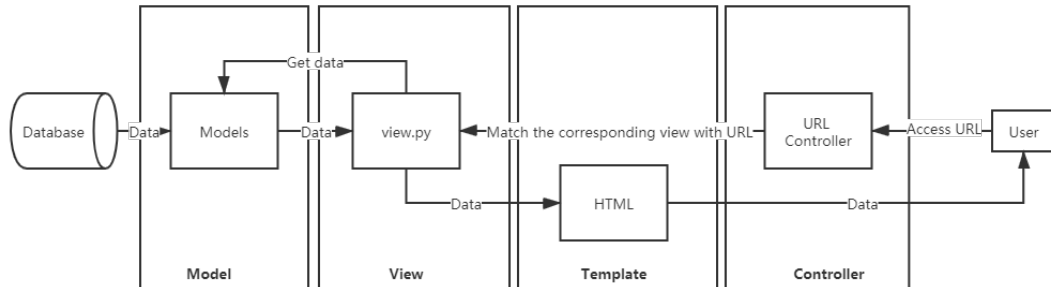 Get data
Database
Data
Models
Data
view.py
Match the corresponding view with URL
URL
Controller
Access URL
User
Data
HTML
Data
Model
View
Template
Controller